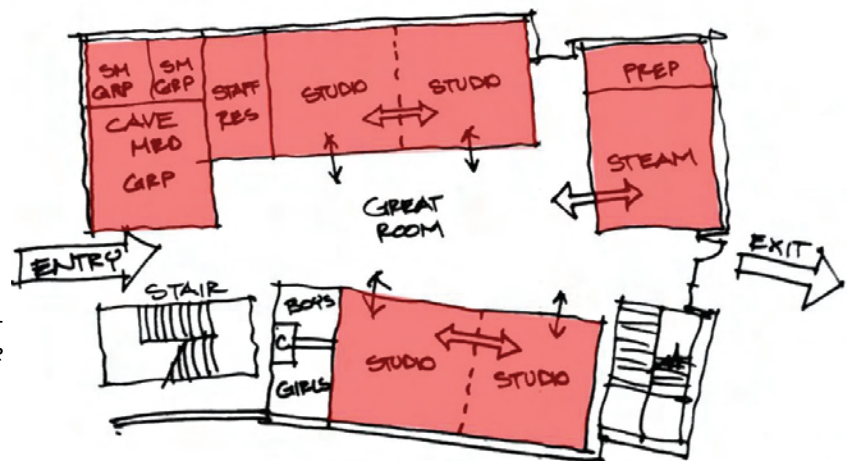 SM
GRP
SM
GRP
STAFF
RES
STUDIO
STUDIO
PREP
CAVE
MED
GRP
STEAM
GREAT
ROOM
ENTRY
EXIT
STAIR
BOYS
C
GIRLS
STUDIO
STUDIO